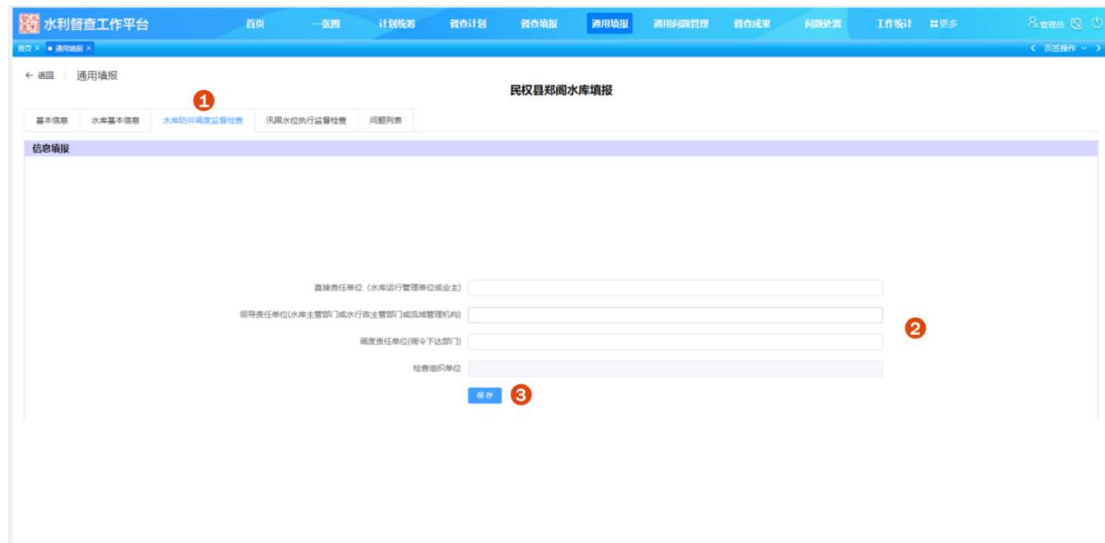 水利督查工作平台 首页 一张图 计划统筹 督查计划 督查填报 通用填报 通用问题管理 督查成果 问题处置 工作统计 更多 管理员
首页 × 通用填报 × 页签操作
← 返回 通用填报
民权县郑阁水库填报
1
基本信息 水库基本信息 水库防洪调度监督检查 汛限水位执行监督检查 问题列表
信息填报
直接责任单位（水库运行管理单位或业主)
领导责任单位(水库主管部门或水行政主管部门或流域管理机构)
2
调度责任单位(调令下达部门)
检查组织单位
保存 3